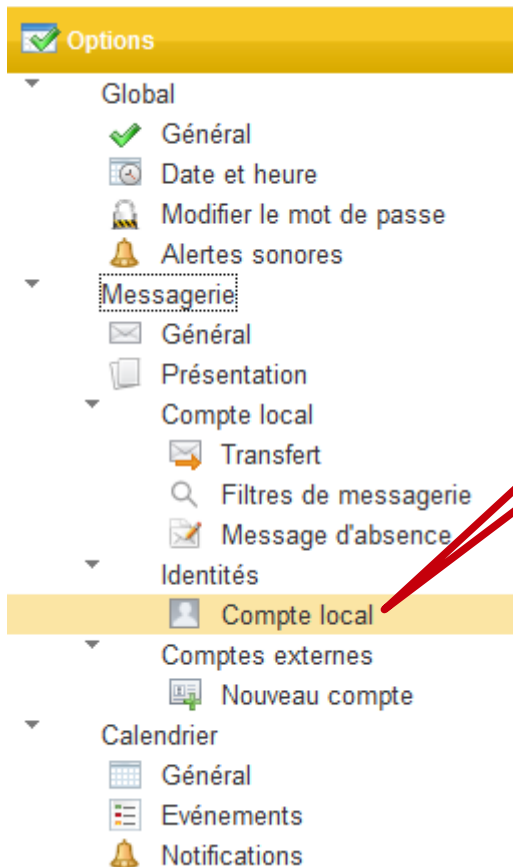 Options
Global
Général
Date et heure
Modifier le mot de passe
Alertes sonores
Messagerie
Général
Présentation
Compte local
Transfert
Filtres de messagerie
Message d'absence
Identités
Compte local
Comptes externes
Nouveau compte
Calendrier
Général
Evénements
Notifications